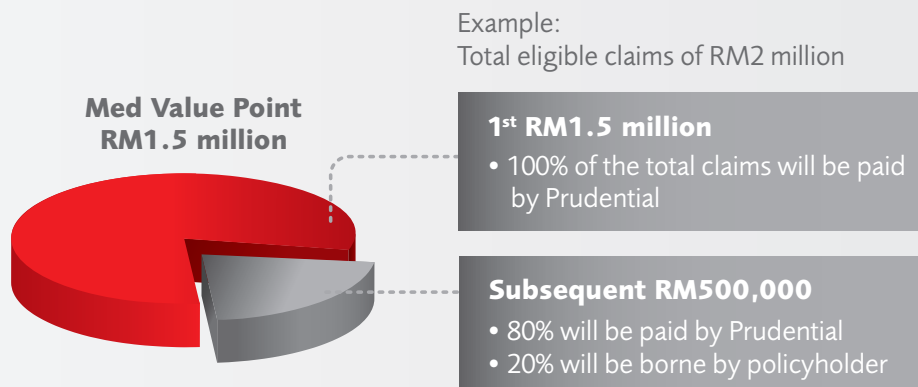 Example:
Total eligible claims of RM2 million
Med Value Point
RM1.5 million
1st RM1.5 million
• 100% of the total claims will be paid
by Prudential
Subsequent RM500,000
• 80% will be paid by Prudential
• 20% will be borne by policyholder